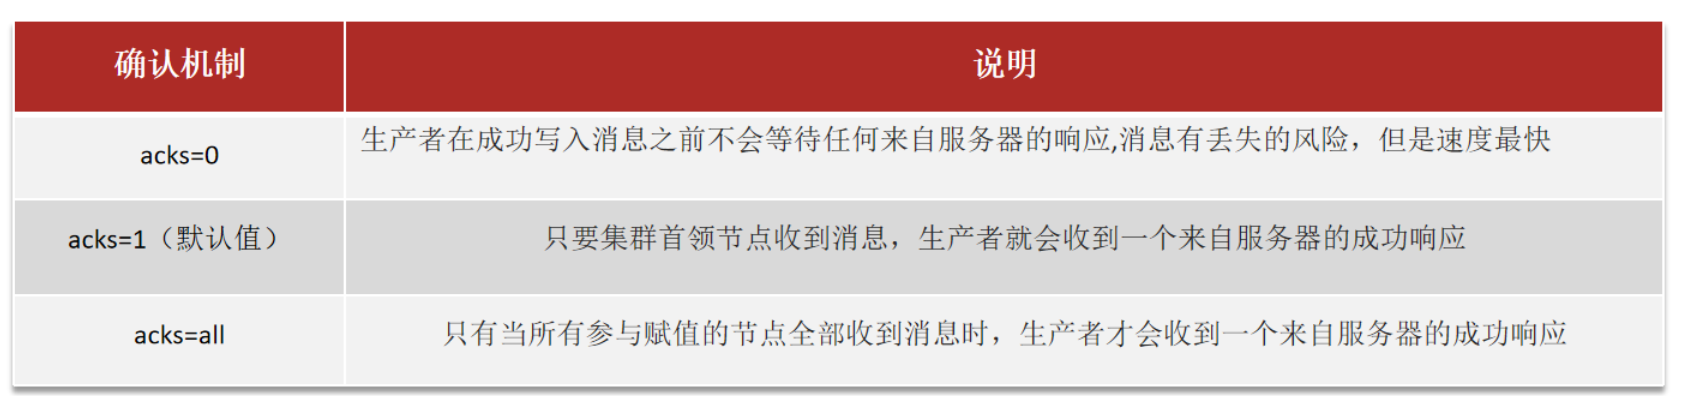 确认机制
说明
acks=0
生产者在成功写入消息之前不会等待任何来自服务器的响应,消息有丢失的风险，但是速度最快
acks=1（默认值）
只要集群首领节点收到消息，生产者就会收到一个来自服务器的成功响应
acks=all
只有当所有参与赋值的节点全部收到消息时，生产者才会收到一个来自服务器的成功响应